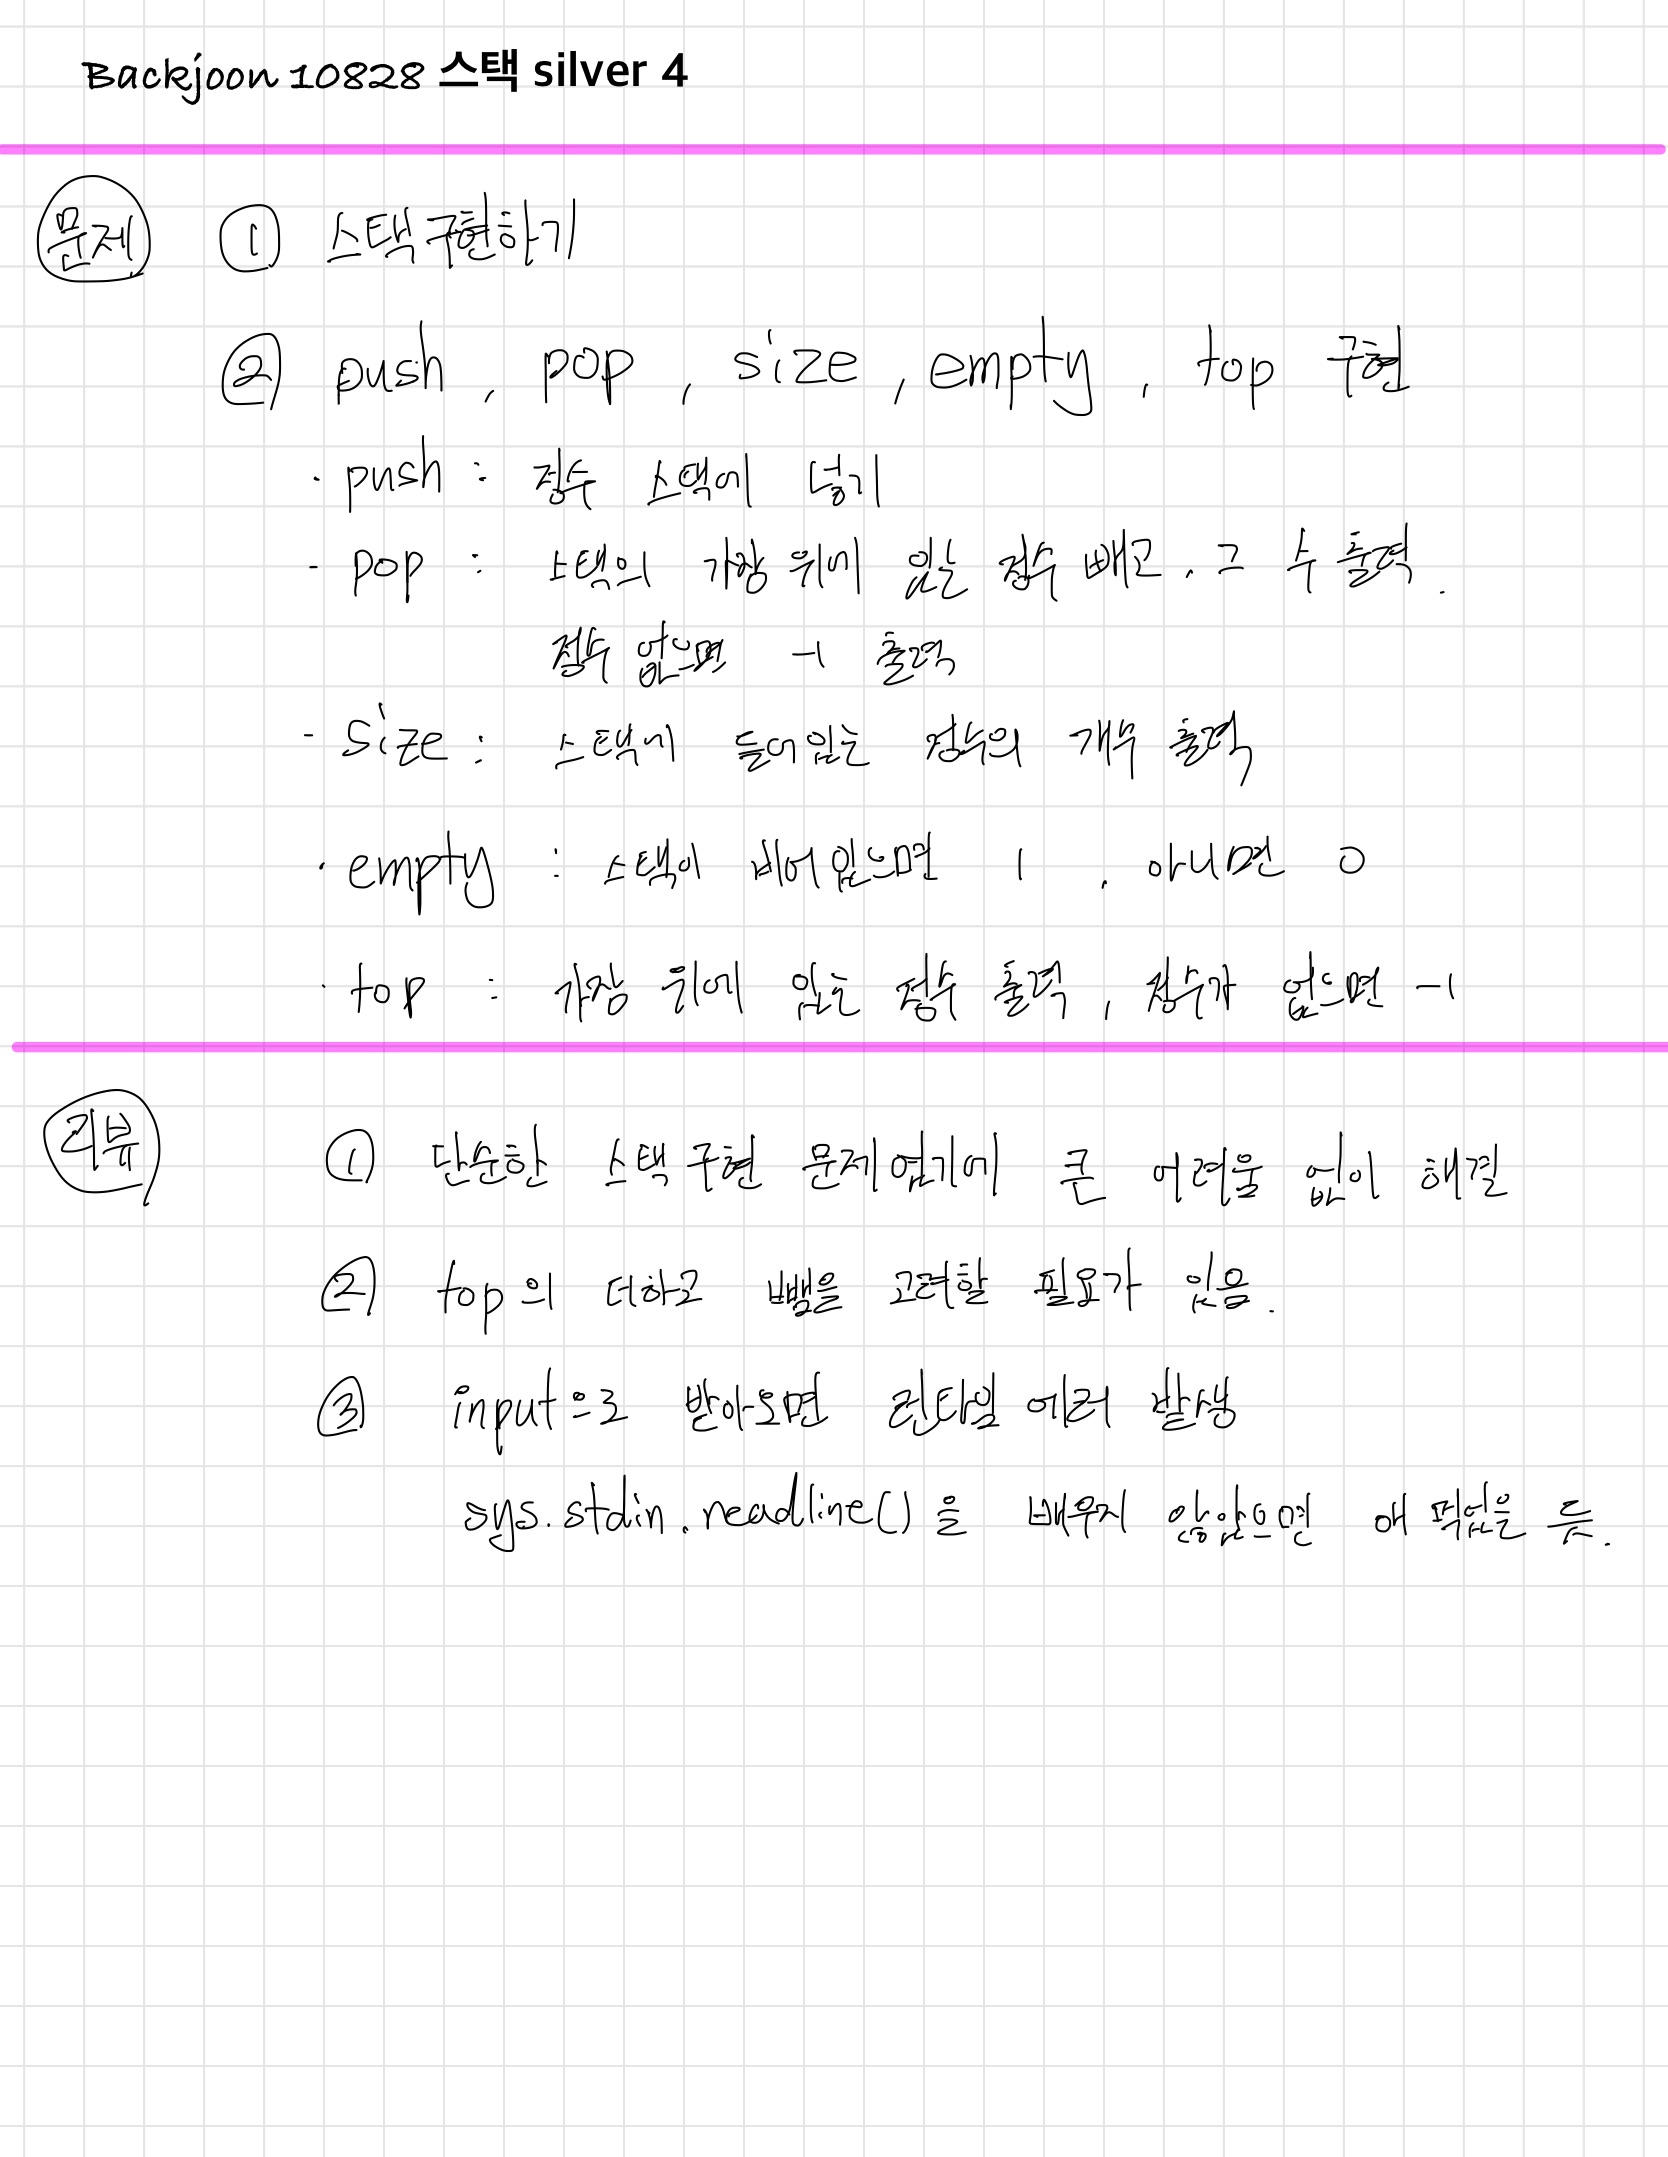 Backjoon 10828 스택 silver 4
문제 ① 스택구현하기
② push , pop , size , empty , top 구현
· push : 정수 스택에 넣기
- pop : 스택의 가장 위에 있는 정수 빼고, 그 수 출력.
정수 없으면 -1 출력
- size : 스택에 들어있는 정수의 개수 출력
· empty : 스택이 비어있으면 1 , 아니면 0
· top : 가장 위에 있는 정수 출력 , 정수가 없으면 -1
리뷰 ① 단순한 스택 구현 문제였기에 큰 어려움 없이 해결
② top의 더하고 뺌을 고려할 필요가 있음.
③ input으로 받아오면 런타임 에러 발생
sys.stdin.readline()을 배우지 않았으면 애 먹었을 듯.